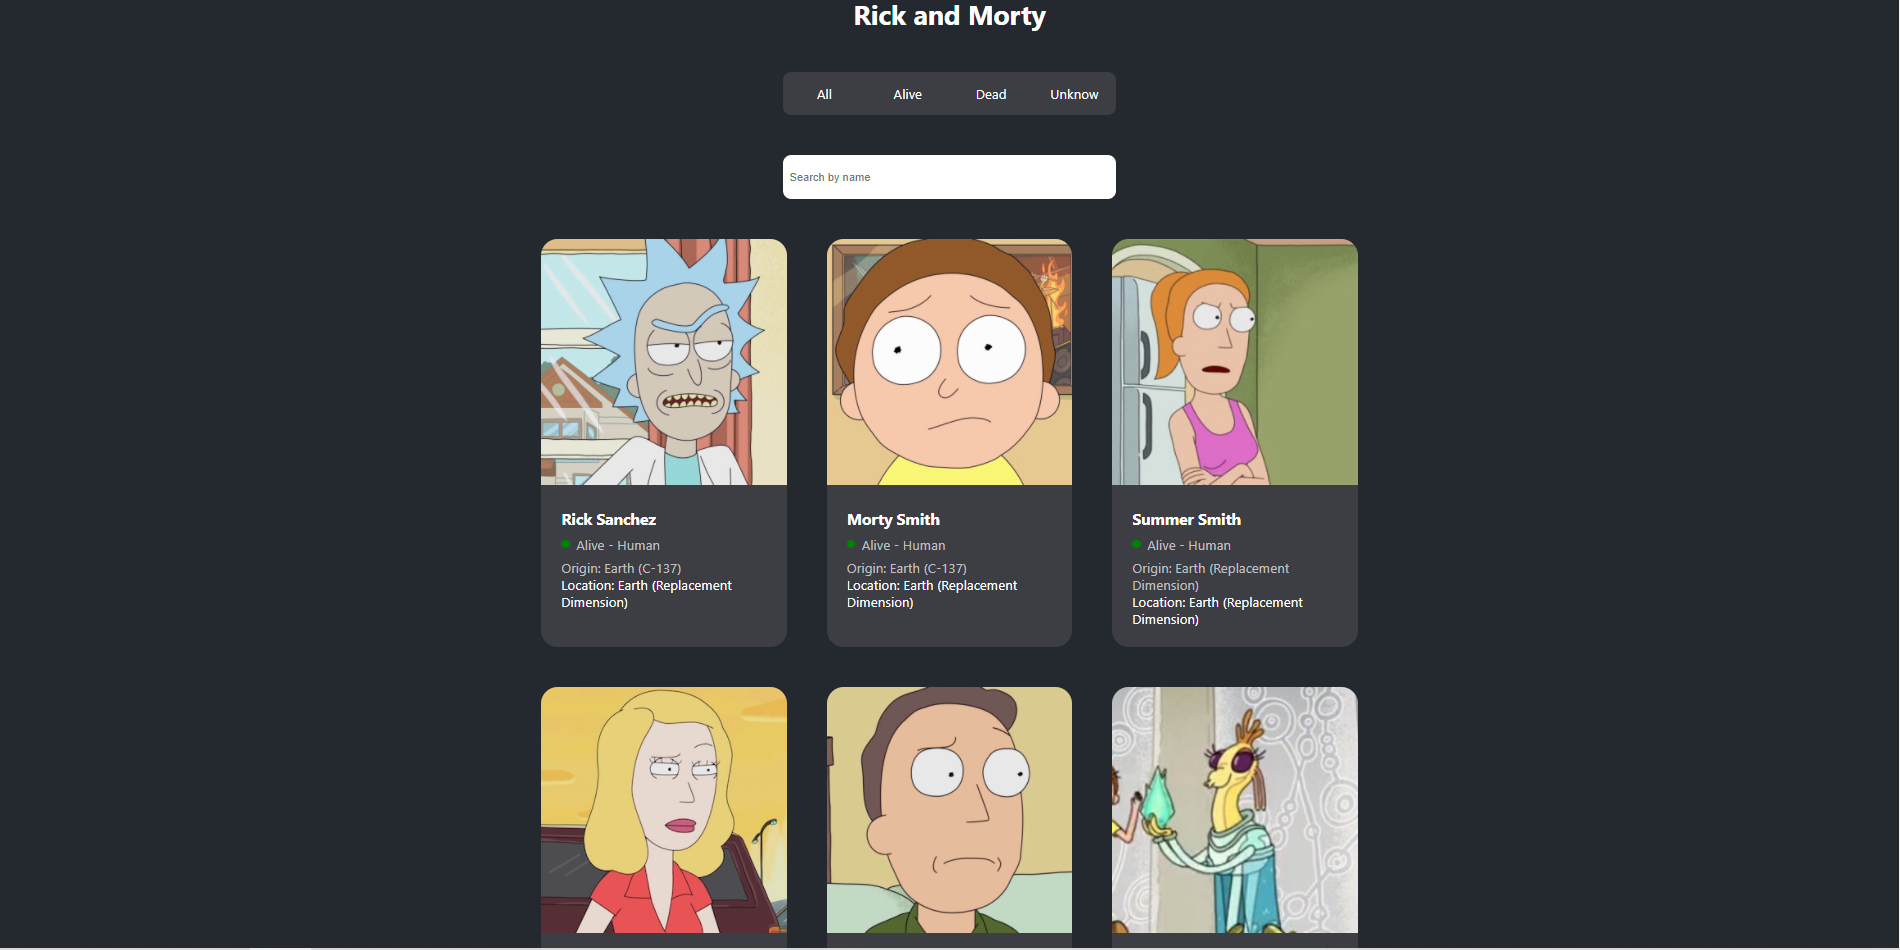 Rick and Morty
All Alive Dead Unknow
Search by name
Rick Sanchez
Alive - Human
Origin: Earth (C-137)
Location: Earth (Replacement
Dimension)
Morty Smith
Alive - Human
Origin: Earth (C-137)
Location: Earth (Replacement
Dimension)
Summer Smith
Alive - Human
Origin: Earth (Replacement
Dimension)
Location: Earth (Replacement
Dimension)